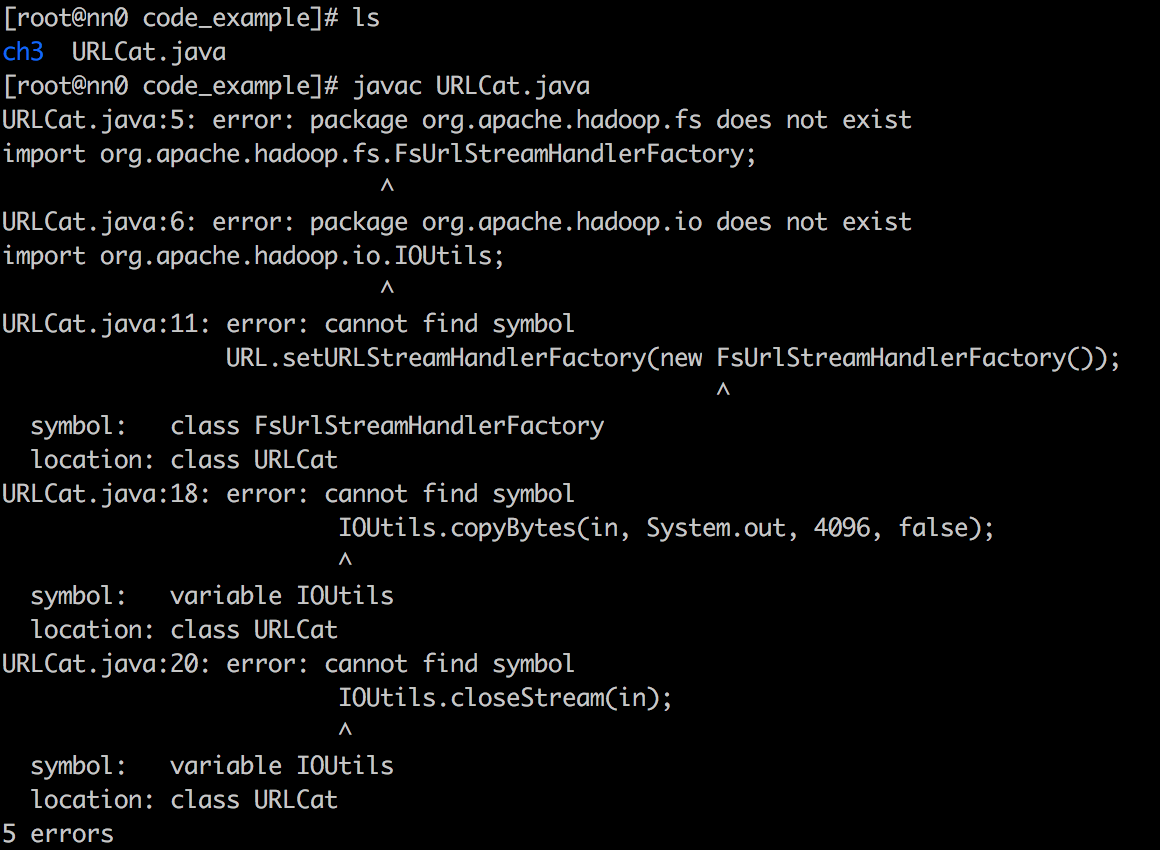 [root@nn0 code_example]# ls
ch3  URLCat.java
[root@nn0 code_example]# javac URLCat.java
URLCat.java:5: error: package org.apache.hadoop.fs does not exist
import org.apache.hadoop.fs.FsUrlStreamHandlerFactory;
                           ^
URLCat.java:6: error: package org.apache.hadoop.io does not exist
import org.apache.hadoop.io.IOUtils;
                           ^
URLCat.java:11: error: cannot find symbol
                URL.setURLStreamHandlerFactory(new FsUrlStreamHandlerFactory());
                                                   ^
  symbol:   class FsUrlStreamHandlerFactory
  location: class URLCat
URLCat.java:18: error: cannot find symbol
                        IOUtils.copyBytes(in, System.out, 4096, false);
                        ^
  symbol:   variable IOUtils
  location: class URLCat
URLCat.java:20: error: cannot find symbol
                        IOUtils.closeStream(in);
                        ^
  symbol:   variable IOUtils
  location: class URLCat
5 errors